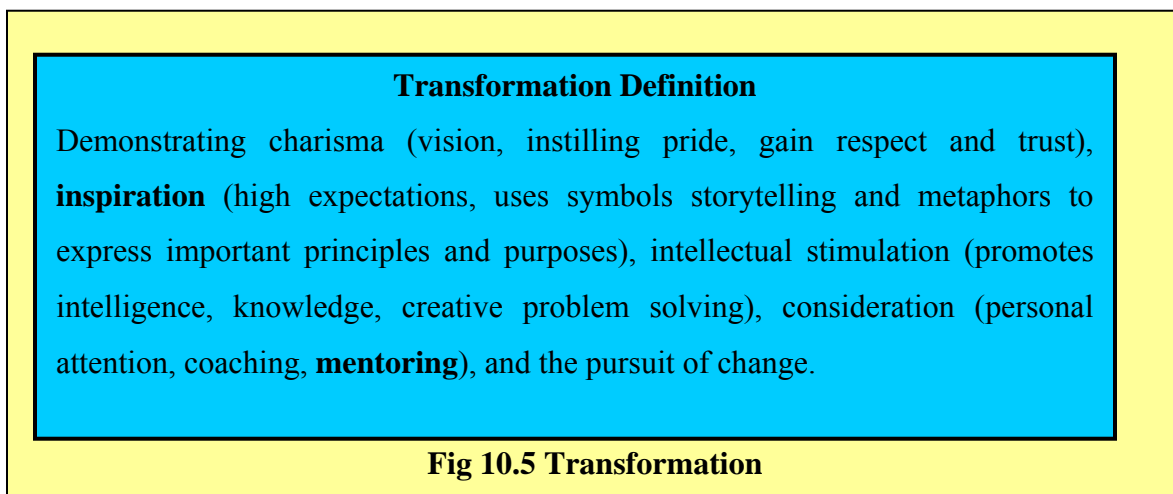 Transformation Definition
Demonstrating charisma (vision, instilling pride, gain respect and trust),
inspiration (high expectations, uses symbols storytelling and metaphors to
express important principles and purposes), intellectual stimulation (promotes
intelligence, knowledge, creative problem solving), consideration (personal
attention, coaching, mentoring), and the pursuit of change.
Fig 10.5 Transformation